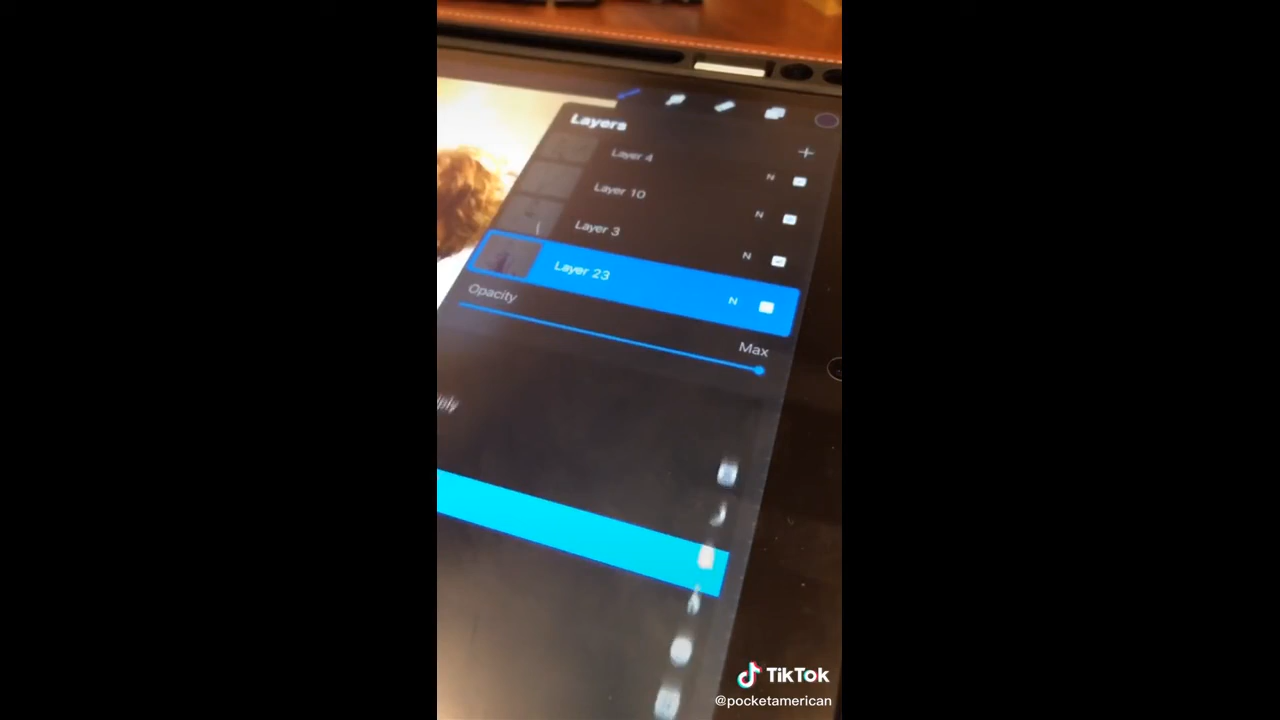 Layers
Layer 4
N
Layer 10
N
Layer 3
N
Layer 23
N
Opacity
Max
TikTok
@pocketamerican